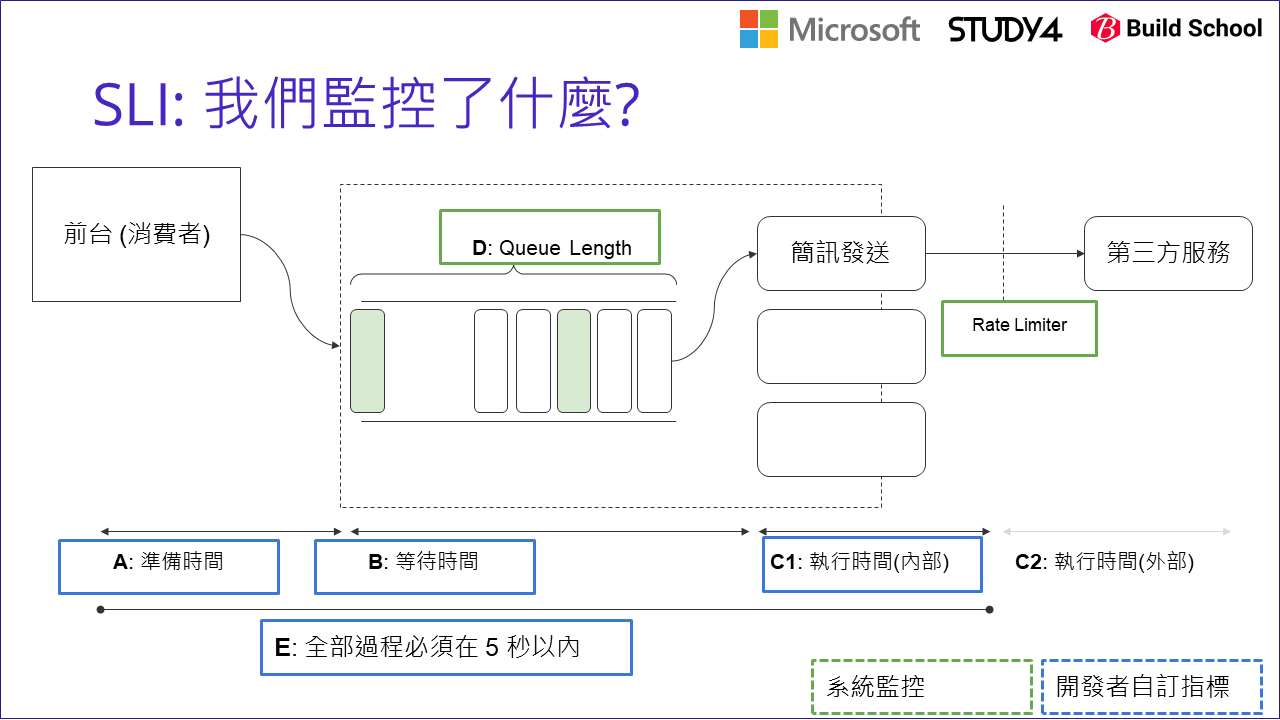 Microsoft STUDY4 Build School
SLI: 我們監控了什麼?
前台 (消費者)
D: Queue Length
簡訊發送
第三方服務
Rate Limiter
A: 準備時間
B: 等待時間
C1: 執行時間(內部)
C2: 執行時間(外部)
E: 全部過程必須在 5 秒以內
系統監控
開發者自訂指標